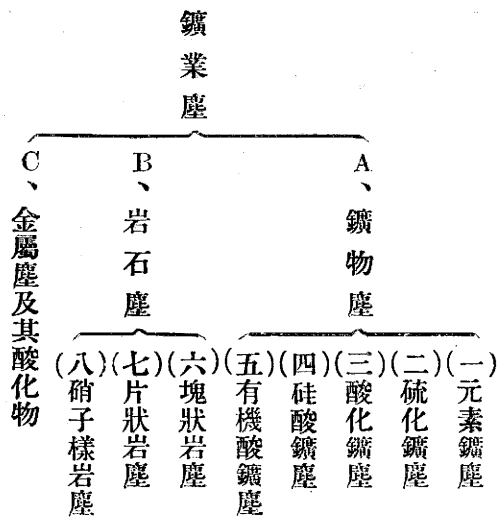 鑛業塵
A、鑛物塵
(一)元素鑛塵
(二)硫化鑛塵
(三)酸化鑛塵
(四)硅酸鑛塵
(五)有機酸鑛塵
B、岩石塵
(六)塊狀岩塵
(七)片狀岩塵
(八)硝子樣岩塵
C、金屬塵及其酸化物